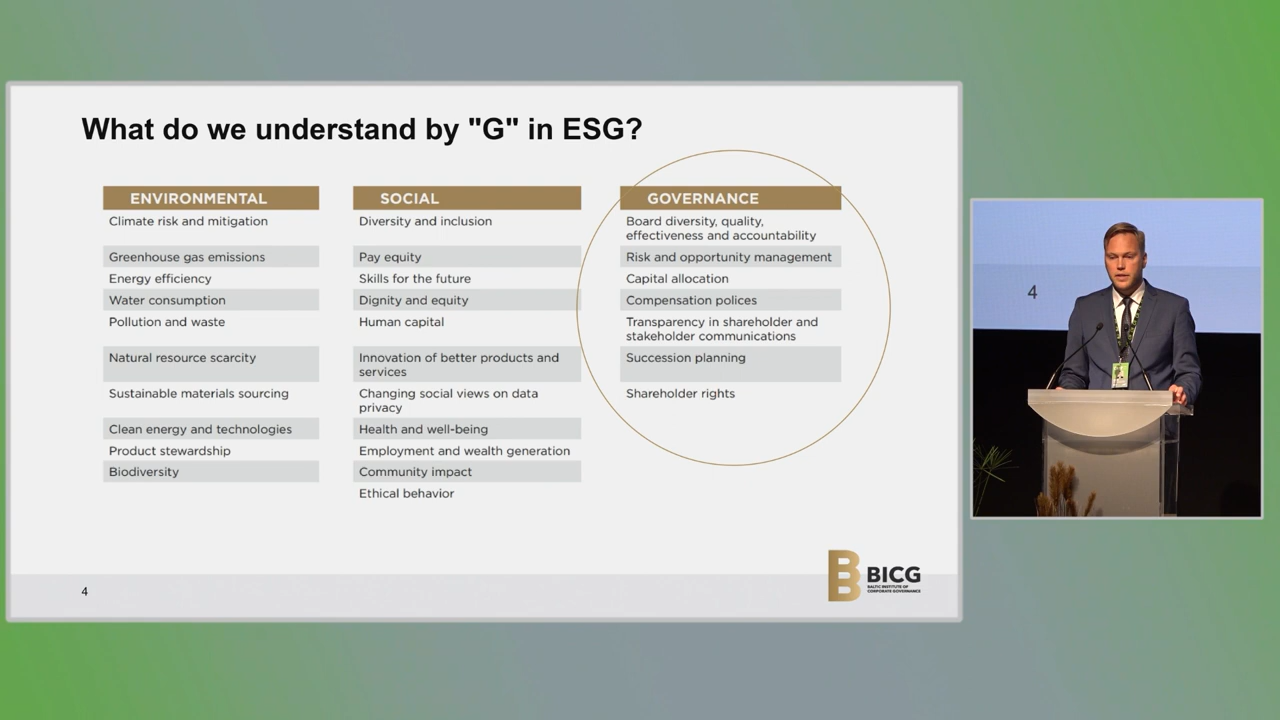 What do we understand by "G" in ESG?
ENVIRONMENTAL
Climate risk and mitigation
Greenhouse gas emissions
Energy efficiency
Water consumption
Pollution and waste
Natural resource scarcity
Sustainable materials sourcing
Clean energy and technologies
Product stewardship
Biodiversity
SOCIAL
Diversity and inclusion
Pay equity
Skills for the future
Dignity and equity
Human capital
Innovation of better products and
services
Changing social views on data
privacy
Health and well-being
Employment and wealth generation
Community impact
Ethical behavior
GOVERNANCE
Board diversity, quality,
effectiveness and accountability
Risk and opportunity management
Capital allocation
Compensation polices
Transparency in shareholder and
stakeholder communications
Succession planning
Shareholder rights
4
B BICG
BALTIC INSTITUTE OF
CORPORATE GOVERNANCE
4